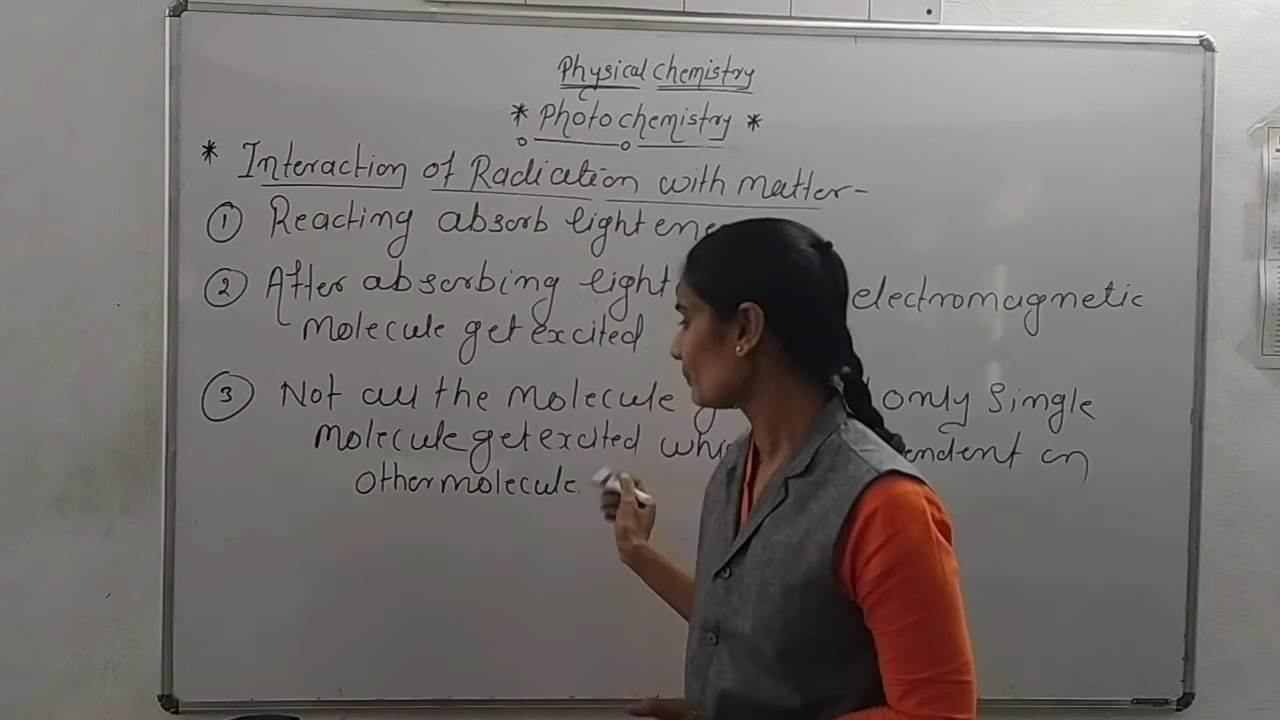 Physical Chemistry
* Photochemistry *
* Interaction of Radiation with matter-
① Reacting absorb light ene
② After absorbing light electromagnetic
molecule get excited
③ Not all the molecule only single
molecule get excited which endent on
other molecule.